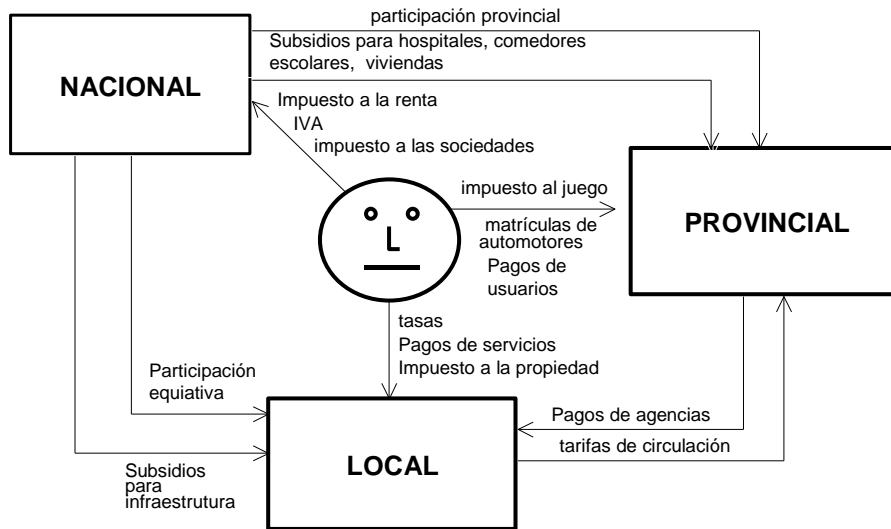 participación provincial
Subsidios para hospitales, comedores
escolares, viviendas
NACIONAL
Impuesto a la renta
IVA
impuesto a las sociedades
impuesto al juego
matrículas de
automotores
Pagos de
usuarios
PROVINCIAL
L
tasas
Pagos de servicios
Impuesto a la propiedad
Participación
equiativa
Pagos de agencias
LOCAL
tarifas de circulación
Subsidios
para
infraestrutura